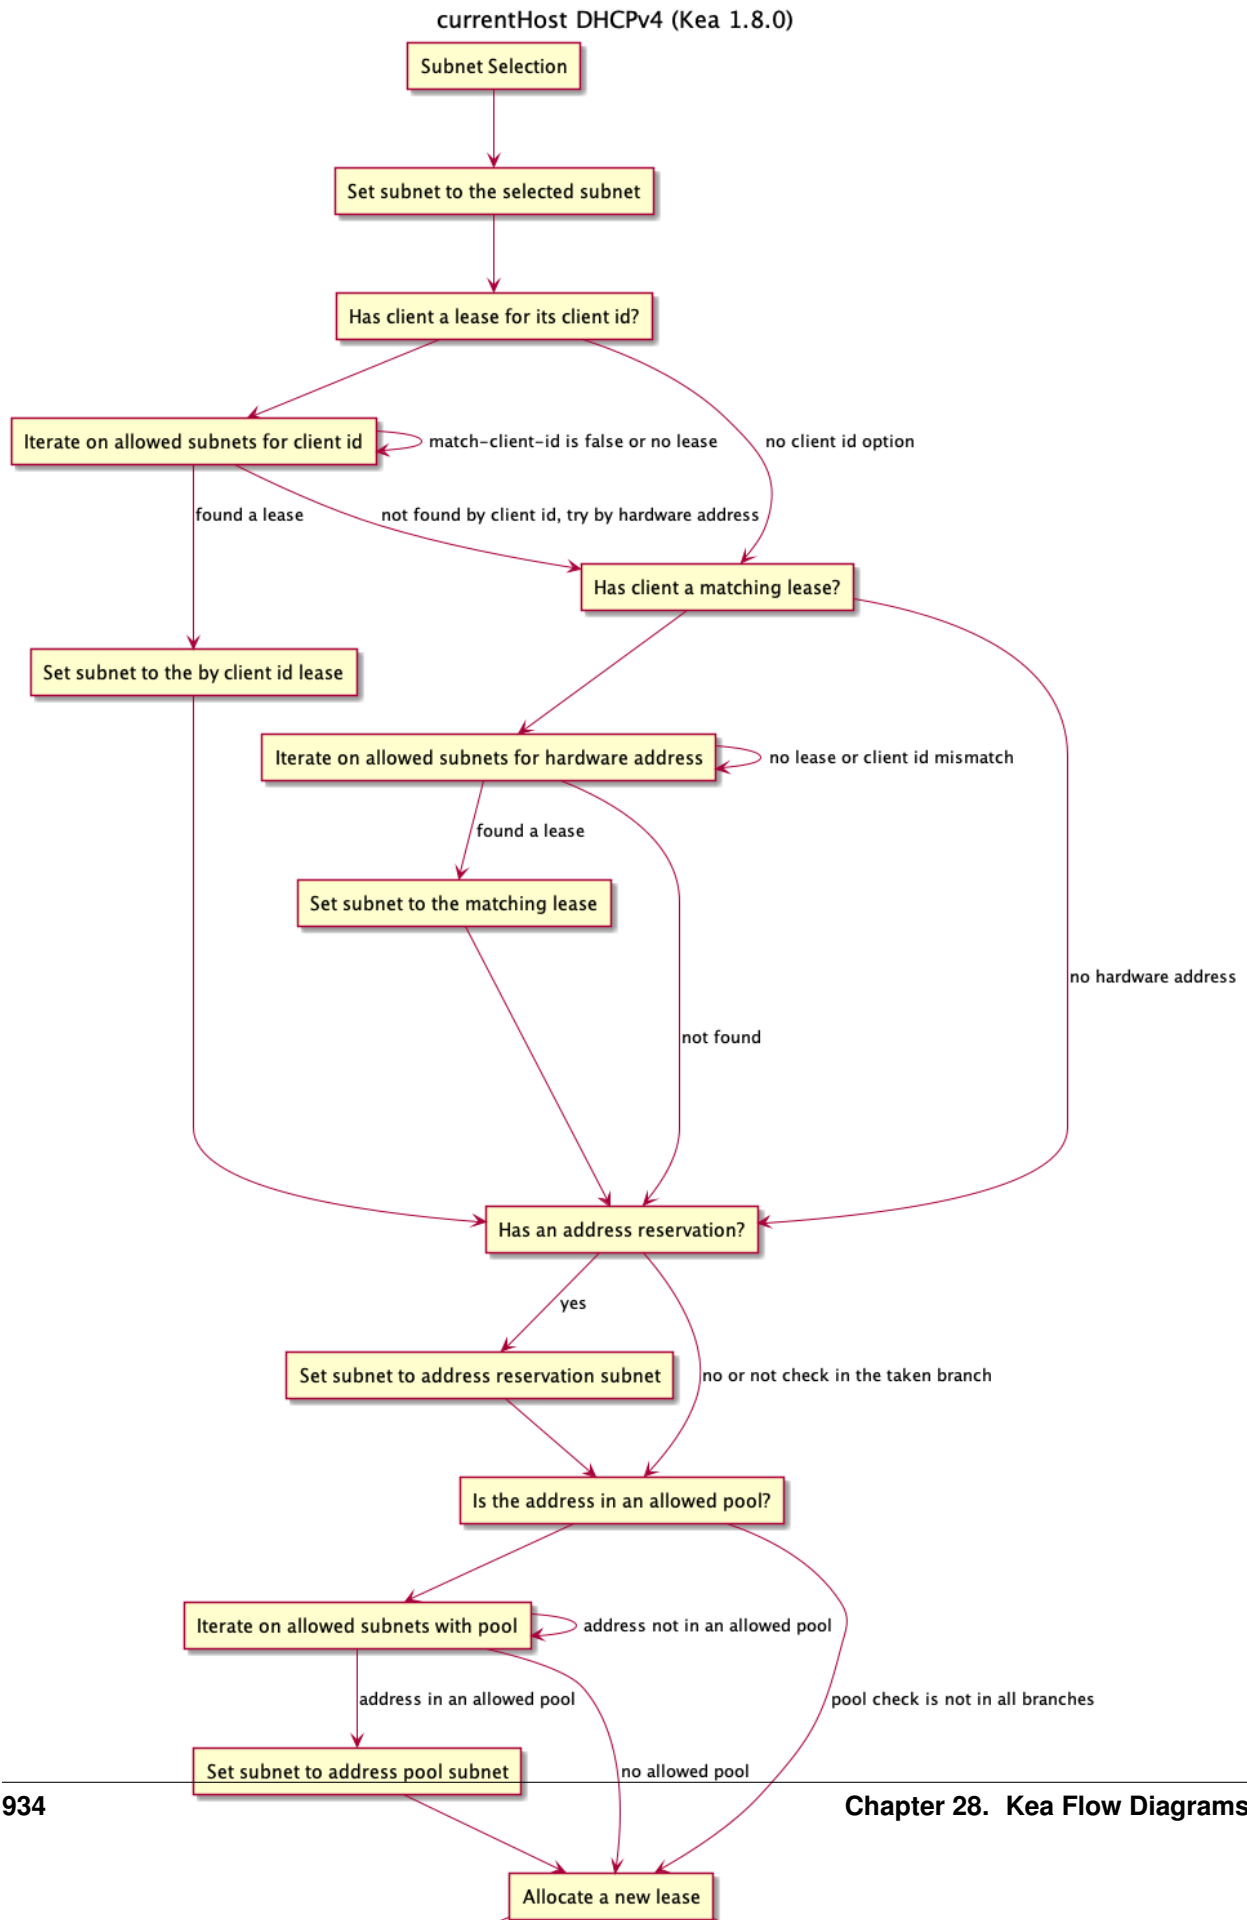 currentHost DHCPv4 (Kea 1.8.0)
Subnet Selection
Set subnet to the selected subnet
Has client a lease for its client id?
Iterate on allowed subnets for client id
match-client-id is false or no lease
no client id option
found a lease
not found by client id, try by hardware address
Has client a matching lease?
Set subnet to the by client id lease
Iterate on allowed subnets for hardware address
no lease or client id mismatch
found a lease
Set subnet to the matching lease
no hardware address
not found
Has an address reservation?
yes
Set subnet to address reservation subnet
no or not check in the taken branch
Is the address in an allowed pool?
Iterate on allowed subnets with pool
address not in an allowed pool
address in an allowed pool
pool check is not in all branches
Set subnet to address pool subnet
no allowed pool
934
Chapter 28. Kea Flow Diagrams
Allocate a new lease